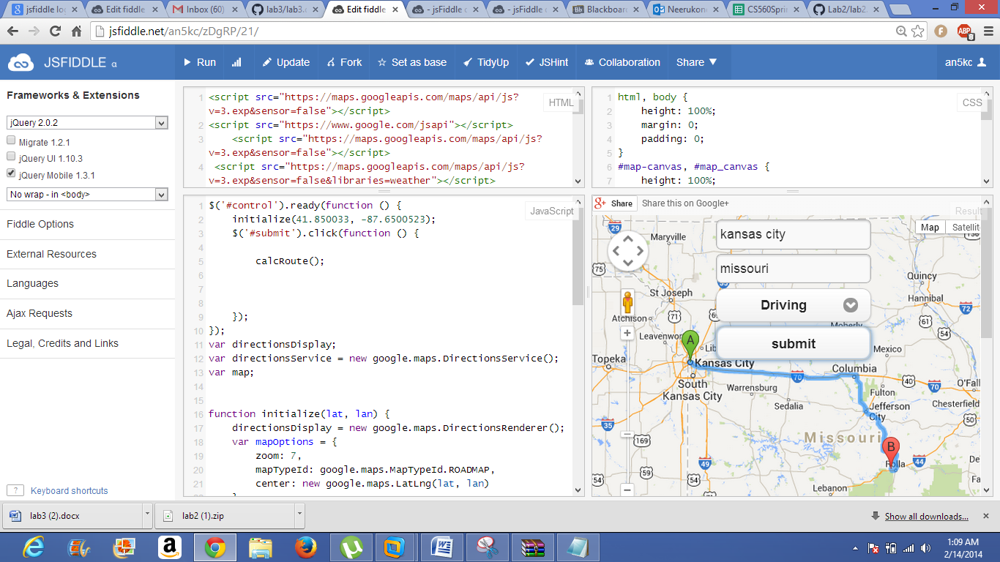 jsfiddle lo
Edit fiddle
Inbox (60)
lab3/lab3.c
Edit fiddle
- jsFiddle
- jsFiddle
Blackboar
Neerukon
CS560Sprin
Lab2/lab2.
jsfiddle.net/an5kc/zDgRP/21/
ABP
8
JSFIDDLE α
Run
Update
Fork
Set as base
TidyUp
JSHint
Collaboration
Share
an5kc
Frameworks & Extensions
jQuery 2.0.2
Migrate 1.2.1
jQuery UI 1.10.3
jQuery Mobile 1.3.1
No wrap - in <body>
Fiddle Options
External Resources
Languages
Ajax Requests
Legal, Credits and Links
? Keyboard shortcuts
HTML
1 <script src="https://maps.googleapis.com/maps/api/js?
v=3.exp&sensor=false"></script>
2 <script src="https://www.google.com/jsapi"></script>
3 <script src="https://maps.googleapis.com/maps/api/js?
v=3.exp&sensor=false"></script>
4 <script src="https://maps.googleapis.com/maps/api/js?
v=3.exp&sensor=false&libraries=weather"></script>
CSS
1 html, body {
2 height: 100%;
3 margin: 0;
4 padding: 0;
5 }
6 #map-canvas, #map_canvas {
7 height: 100%;
JavaScript
1 $('#control').ready(function () {
2 initialize(41.850033, -87.6500523);
3 $('#submit').click(function () {
4
5 calcRoute();
6
7
8
9 });
10 });
11 var directionsDisplay;
12 var directionsService = new google.maps.DirectionsService();
13 var map;
14
15
16 function initialize(lat, lan) {
17 directionsDisplay = new google.maps.DirectionsRenderer();
18 var mapOptions = {
19 zoom: 7,
20 mapTypeId: google.maps.MapTypeId.ROADMAP,
21 center: new google.maps.LatLng(lat, lan)
Share
Share this on Google+
Result
Map
Satellit
kansas city
missouri
Driving
submit
29
Maryville
136
75
Quincy
St Joseph
36
Hannibal
72
Atchison
71
61
Moberly
54
Leavenwor
A
Lib
Mexico
Topeka
Kansas City
Columbia
70
South
Kansas City
Warrensburg
40
70
O'Fall
Fulton
Sedalia
Jefferson
City
Chesterfield
35
50
169
Missouri
B
59
49
Rolla
44
De
54
Lebanon
Fa
lab3 (2).docx
lab2 (1).zip
Show all downloads...
1:09 AM
2/14/2014